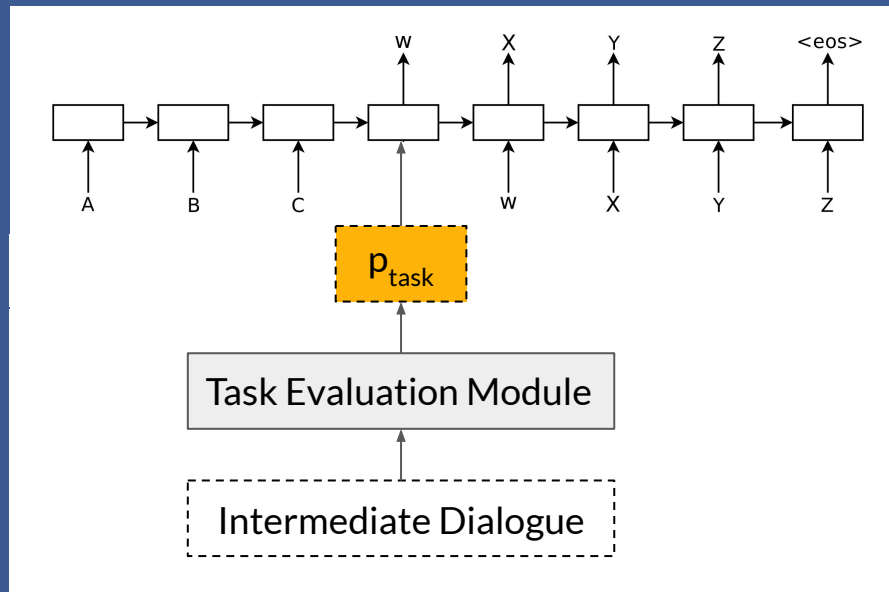 w X Y Z <eos>
A B C w X Y Z
p_task
Task Evaluation Module
Intermediate Dialogue